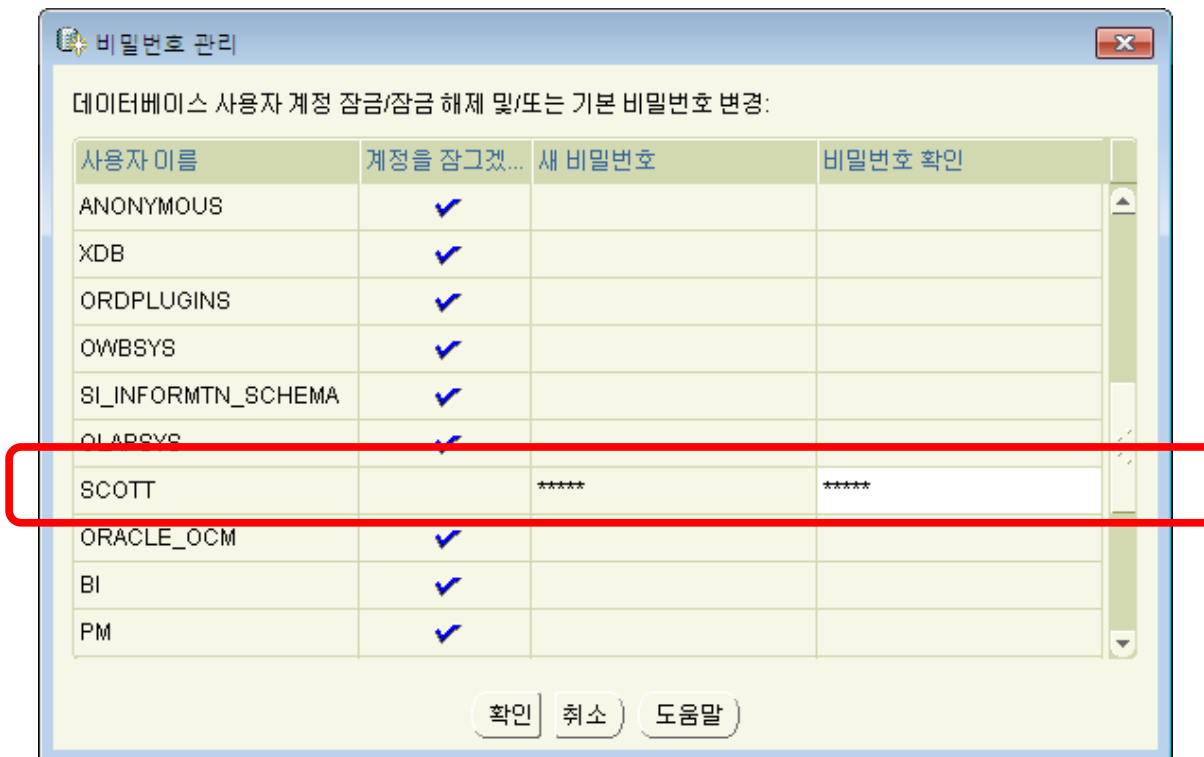 비밀번호 관리
데이터베이스 사용자 계정 잠금/잠금 해제 및/또는 기본 비밀번호 변경:
사용자 이름 계정을 잠그겠... 새 비밀번호 비밀번호 확인
ANONYMOUS
XDB
ORDPLUGINS
OWBSYS
SI_INFORMTN_SCHEMA
OLAPSYS
SCOTT ***** *****
ORACLE_OCM
BI
PM
확인 취소 도움말